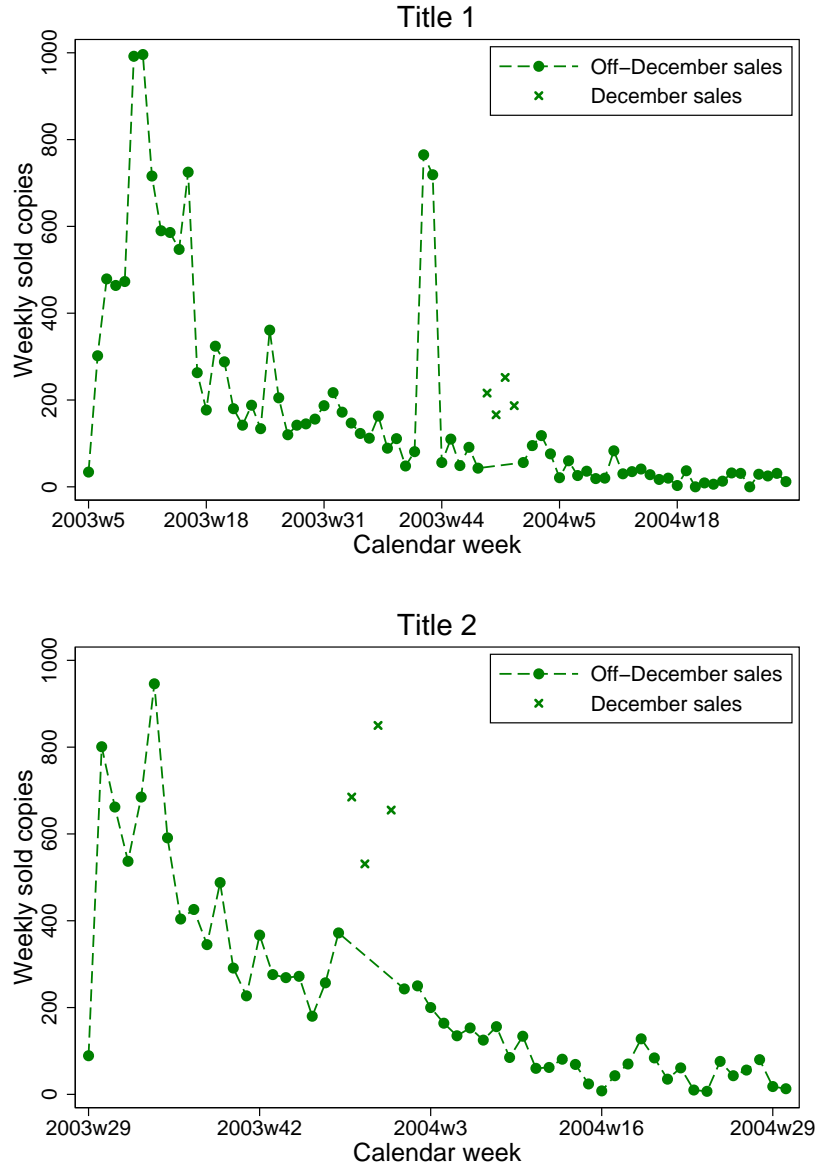 Title 1
Off−December sales
December sales
Weekly sold copies
1000
800
600
400
200
0
2003w5 2003w18 2003w31 2003w44 2004w5 2004w18
Calendar week
Title 2
Off−December sales
December sales
Weekly sold copies
1000
800
600
400
200
0
2003w29 2003w42 2004w3 2004w16 2004w29
Calendar week